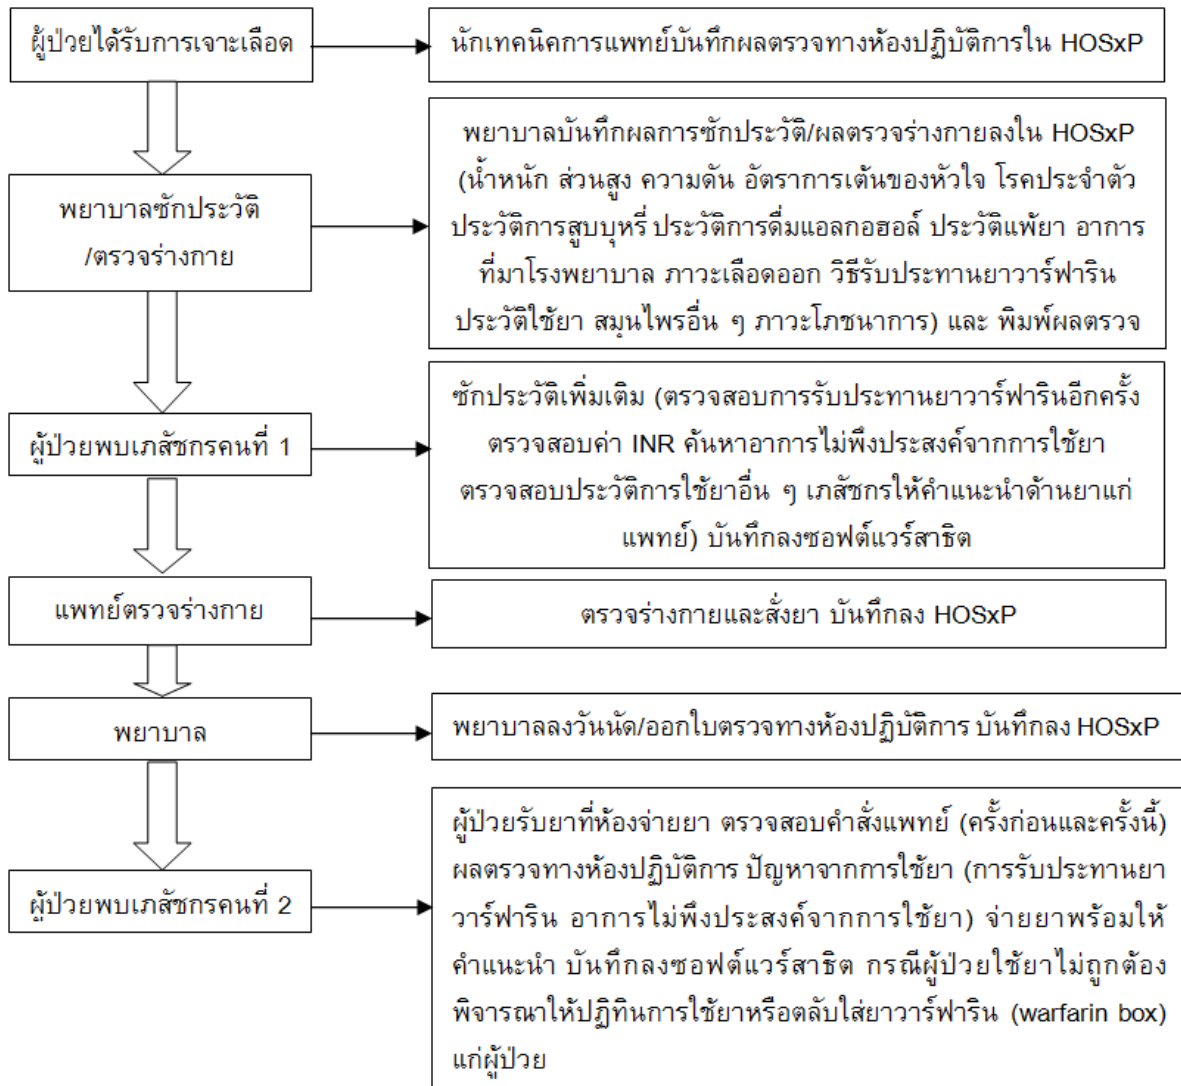 ผู้ป่วยได้รับการเจาะเลือด
นักเทคนิคการแพทย์บันทึกผลตรวจทางห้องปฏิบัติการใน HOSxP
พยาบาลซักประวัติ
/ตรวจร่างกาย
พยาบาลบันทึกผลการซักประวัติ/ผลตรวจร่างกายลงใน HOSxP
(น้ำหนัก ส่วนสูง ความดัน อัตราการเต้นของหัวใจ โรคประจำตัว
ประวัติการสูบบุหรี่ ประวัติการดื่มแอลกอฮอล์ ประวัติแพ้ยา อาการ
ที่มาโรงพยาบาล ภาวะเลือดออก วิธีรับประทานยาวาร์ฟาริน
ประวัติใช้ยา สมุนไพรอื่น ๆ ภาวะโภชนาการ) และ พิมพ์ผลตรวจ
ผู้ป่วยพบเภสัชกรคนที่ 1
ซักประวัติเพิ่มเติม (ตรวจสอบการรับประทานยาวาร์ฟารินอีกครั้ง
ตรวจสอบค่า INR ค้นหาอาการไม่พึงประสงค์จากการใช้ยา
ตรวจสอบประวัติการใช้ยาอื่น ๆ เภสัชกรให้คำแนะนำด้านยาแก่
แพทย์) บันทึกลงซอฟต์แวร์สาธิต
แพทย์ตรวจร่างกาย
ตรวจร่างกายและสั่งยา บันทึกลง HOSxP
พยาบาล
พยาบาลลงวันนัด/ออกใบตรวจทางห้องปฏิบัติการ บันทึกลง HOSxP
ผู้ป่วยพบเภสัชกรคนที่ 2
ผู้ป่วยรับยาที่ห้องจ่ายยา ตรวจสอบคำสั่งแพทย์ (ครั้งก่อนและครั้งนี้)
ผลตรวจทางห้องปฏิบัติการ ปัญหาจากการใช้ยา (การรับประทานยา
วาร์ฟาริน อาการไม่พึงประสงค์จากการใช้ยา) จ่ายยาพร้อมให้
คำแนะนำ บันทึกลงซอฟต์แวร์สาธิต กรณีผู้ป่วยใช้ยาไม่ถูกต้อง
พิจารณาให้ปฏิทินการใช้ยาหรือตลับใส่ยาวาร์ฟาริน (warfarin box)
แก่ผู้ป่วย